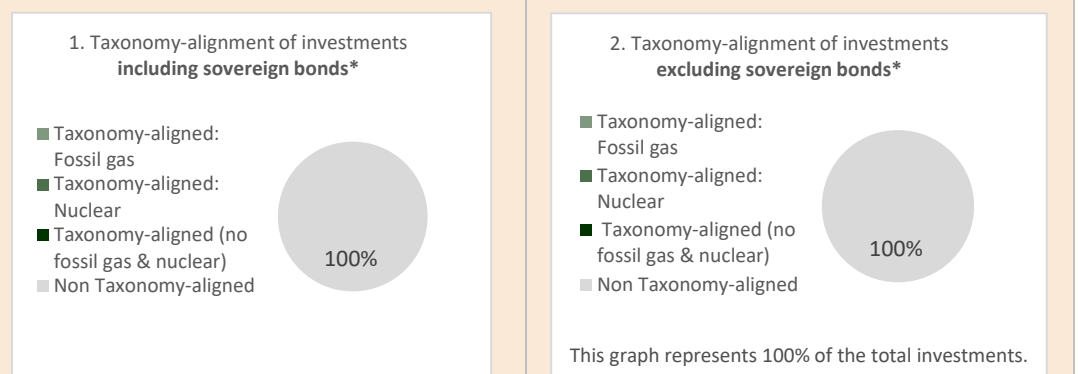 1. Taxonomy-alignment of investments
including sovereign bonds*
Taxonomy-aligned:
Fossil gas
Taxonomy-aligned:
Nuclear
Taxonomy-aligned (no
fossil gas & nuclear)
Non Taxonomy-aligned
100%
2. Taxonomy-alignment of investments
excluding sovereign bonds*
Taxonomy-aligned:
Fossil gas
Taxonomy-aligned:
Nuclear
Taxonomy-aligned (no
fossil gas & nuclear)
Non Taxonomy-aligned
100%
This graph represents 100% of the total investments.